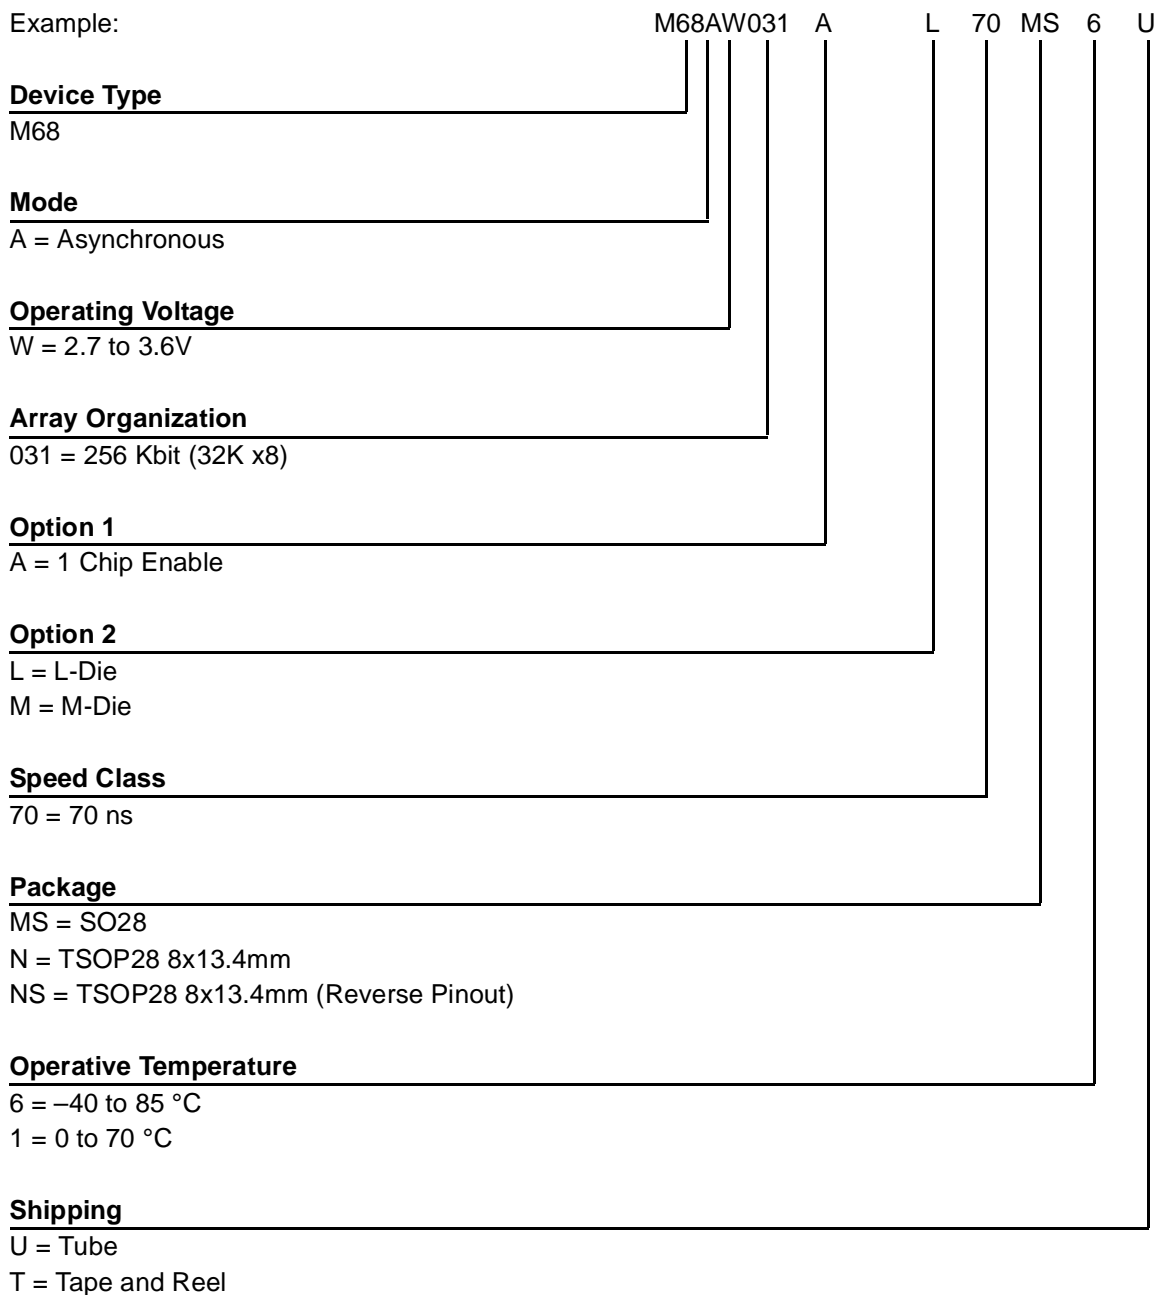 Example: M68AW031 A L 70 MS 6 U
Device Type
M68
Mode
A = Asynchronous
Operating Voltage
W = 2.7 to 3.6V
Array Organization
031 = 256 Kbit (32K x8)
Option 1
A = 1 Chip Enable
Option 2
L = L-Die
M = M-Die
Speed Class
70 = 70 ns
Package
MS = SO28
N = TSOP28 8x13.4mm
NS = TSOP28 8x13.4mm (Reverse Pinout)
Operative Temperature
6 = –40 to 85 °C
1 = 0 to 70 °C
Shipping
U = Tube
T = Tape and Reel